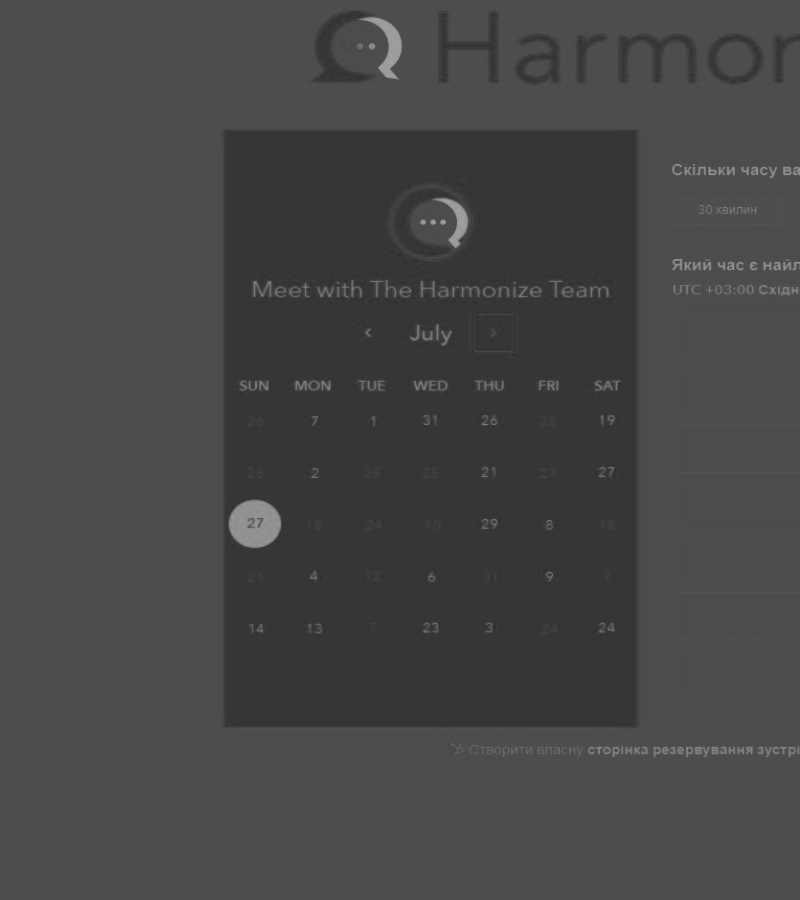 Harmon
Meet with The Harmonize Team
July
SUN MON TUE WED THU FRI SAT
26 7 1 31 26 25 19
26 2 25 28 21 27 27
27 18 24 10 29 8 18
21 4 12 6 31 9 7
14 13 7 23 3 24 24
Скільки часу ва
30 хвилин
Який час є найл
UTC +03:00 Східн
Створити власну сторінка резервування зустрі